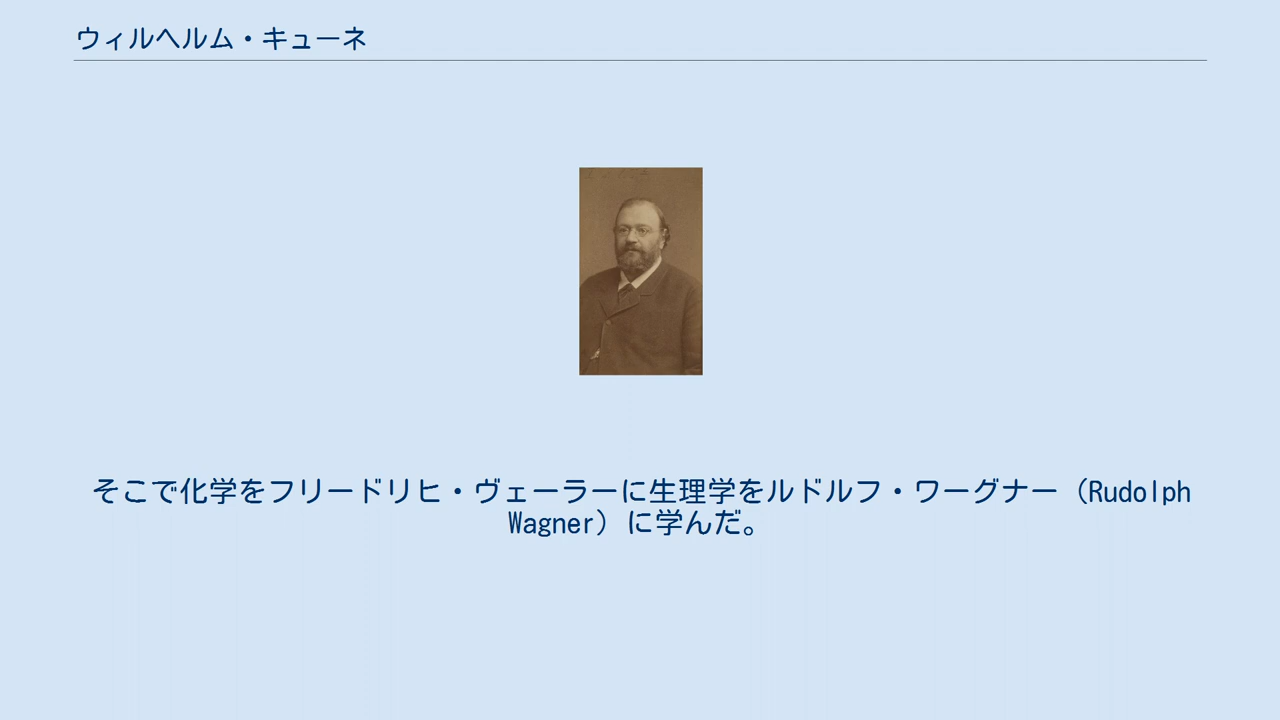 ウィルヘルム・キューネ
そこで化学をフリードリヒ・ヴェーラーに生理学をルドルフ・ワーグナー（Rudolph
Wagner）に学んだ。